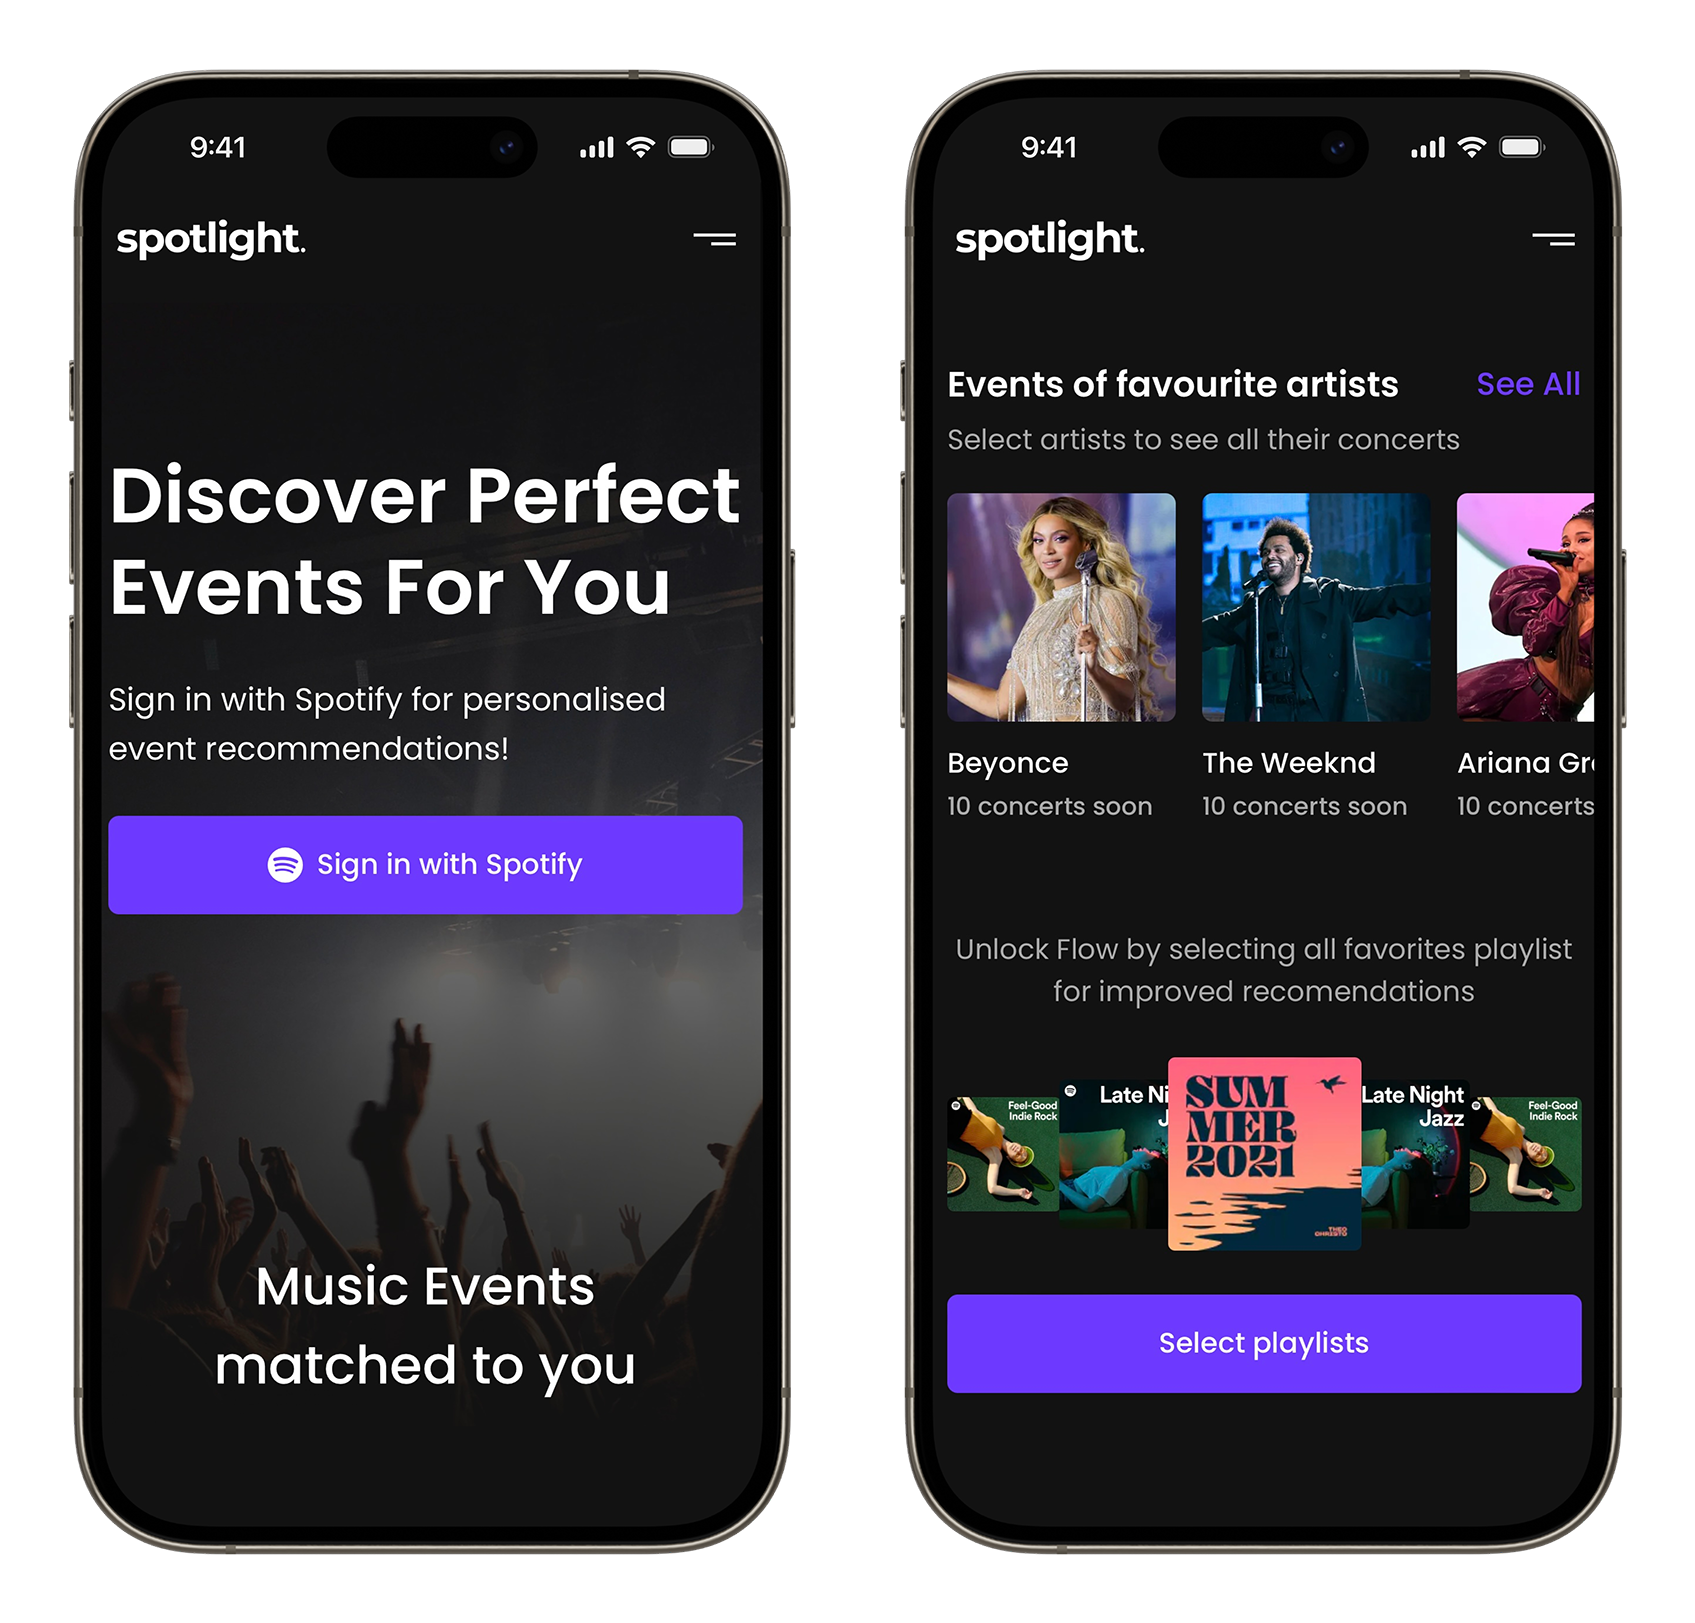 9:41
spotlight.
Discover Perfect
Events For You
Sign in with Spotify for personalised
event recommendations!
Sign in with Spotify
Music Events
matched to you
9:41
spotlight.
Events of favourite artists
See All
Select artists to see all their concerts
Beyonce
The Weeknd
Ariana Gr
10 concerts soon
10 concerts soon
10 concerts
Unlock Flow by selecting all favorites playlist
for improved recomendations
Feel-Good
Indie Rock
Late Ni
J
SUM
MER
2021
THEO
CHRISTO
Late Night
Jazz
Feel-Good
Indie Rock
Select playlists